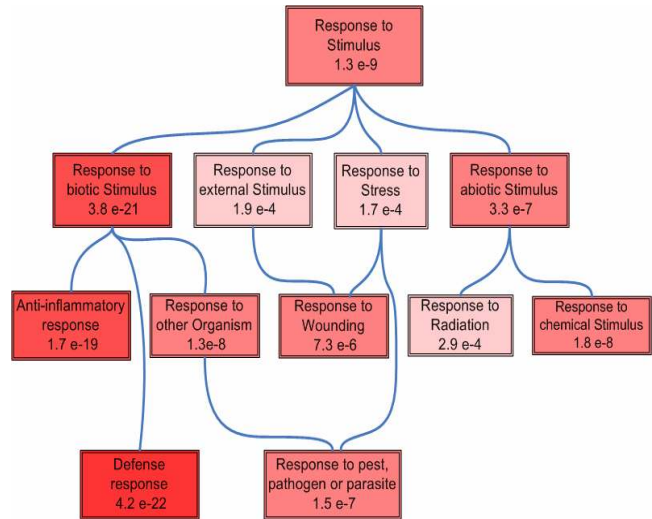 Response to
Stimulus
1.3 e-9
Response to
biotic Stimulus
3.8 e-21
Response to
external Stimulus
1.9 e-4
Response to
Stress
1.7 e-4
Response to
abiotic Stimulus
3.3 e-7
Anti-inflammatory
response
1.7 e-19
Response to
other Organism
1.3e-8
Response to
Wounding
7.3 e-6
Response to
Radiation
2.9 e-4
Response to
chemical Stimulus
1.8 e-8
Defense
response
4.2 e-22
Response to pest,
pathogen or parasite
1.5 e-7